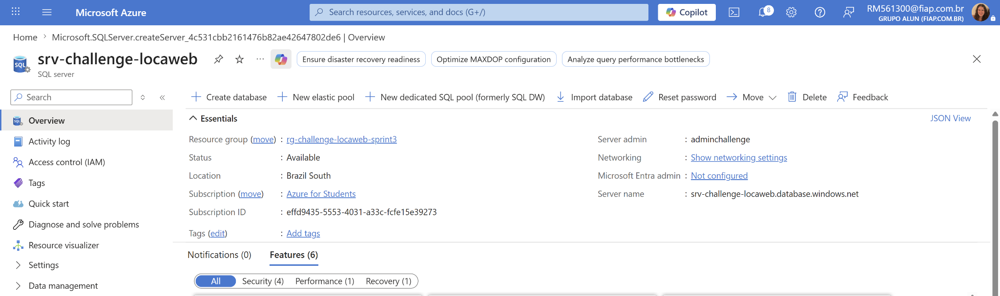 Microsoft Azure
Search resources, services, and docs (G+/)
Copilot
8
RM561300@fiap.com.br
GRUPO ALUN (FIAP.COM.BR)
Home > Microsoft.SQLServer.createServer_4c531cbb2161476b82ae42647802de6 | Overview
SQL
srv-challenge-locaweb
SQL server
Ensure disaster recovery readiness
Optimize MAXDOP configuration
Analyze query performance bottlenecks
Search
Create database
New elastic pool
New dedicated SQL pool (formerly SQL DW)
Import database
Reset password
Move
Delete
Feedback
Overview
Activity log
Access control (IAM)
Tags
Quick start
Diagnose and solve problems
Resource visualizer
Settings
Data management
Essentials
JSON View
Resource group (move) : rg-challenge-locaweb-sprint3
Status : Available
Location : Brazil South
Subscription (move) : Azure for Students
Subscription ID : effd9435-5553-4031-a33c-fcfe15e39273
Tags (edit) : Add tags
Server admin : adminchallenge
Networking : Show networking settings
Microsoft Entra admin : Not configured
Server name : srv-challenge-locaweb.database.windows.net
Notifications (0)
Features (6)
All
Security (4)
Performance (1)
Recovery (1)